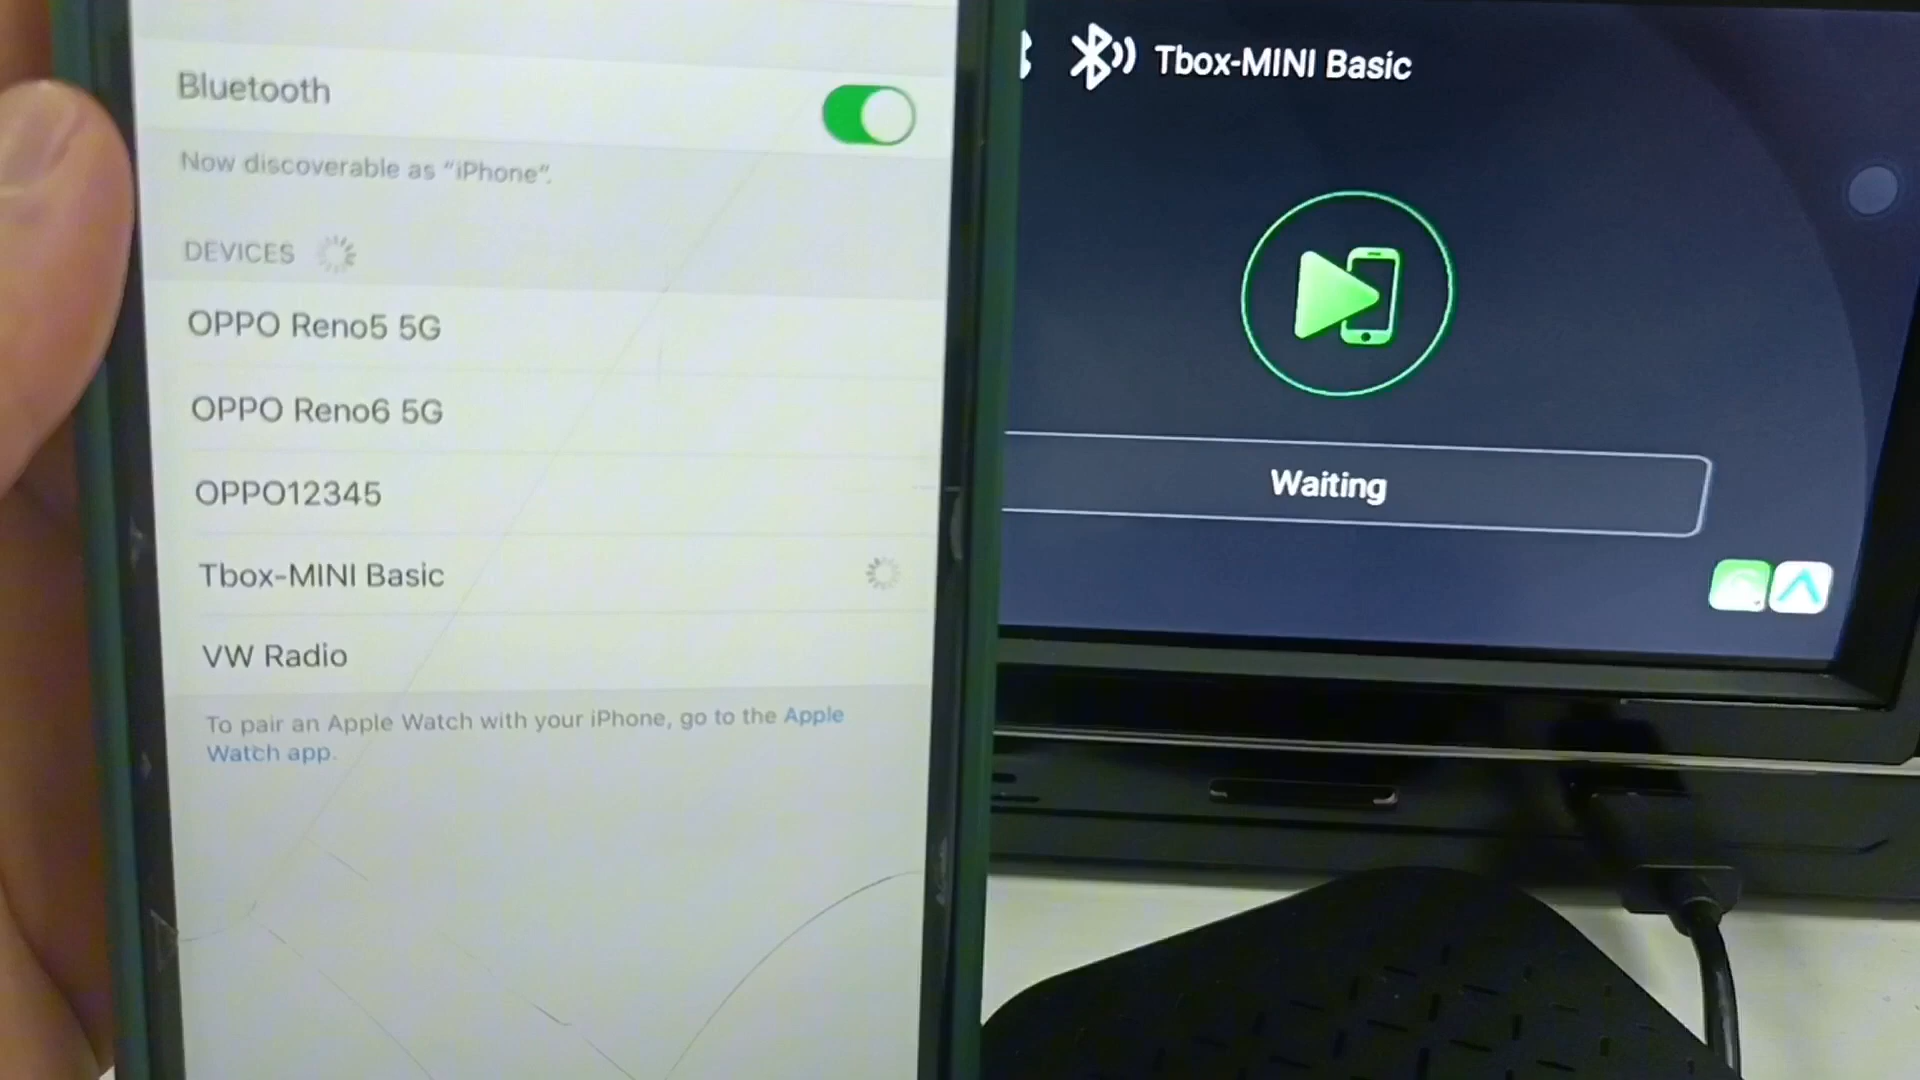 Bluetooth
Now discoverable as "iPhone".
DEVICES
OPPO Reno5 5G
OPPO Reno6 5G
OPPO12345
Tbox-MINI Basic
VW Radio
To pair an Apple Watch with your iPhone, go to the Apple
Watch app.
Tbox-MINI Basic
Waiting